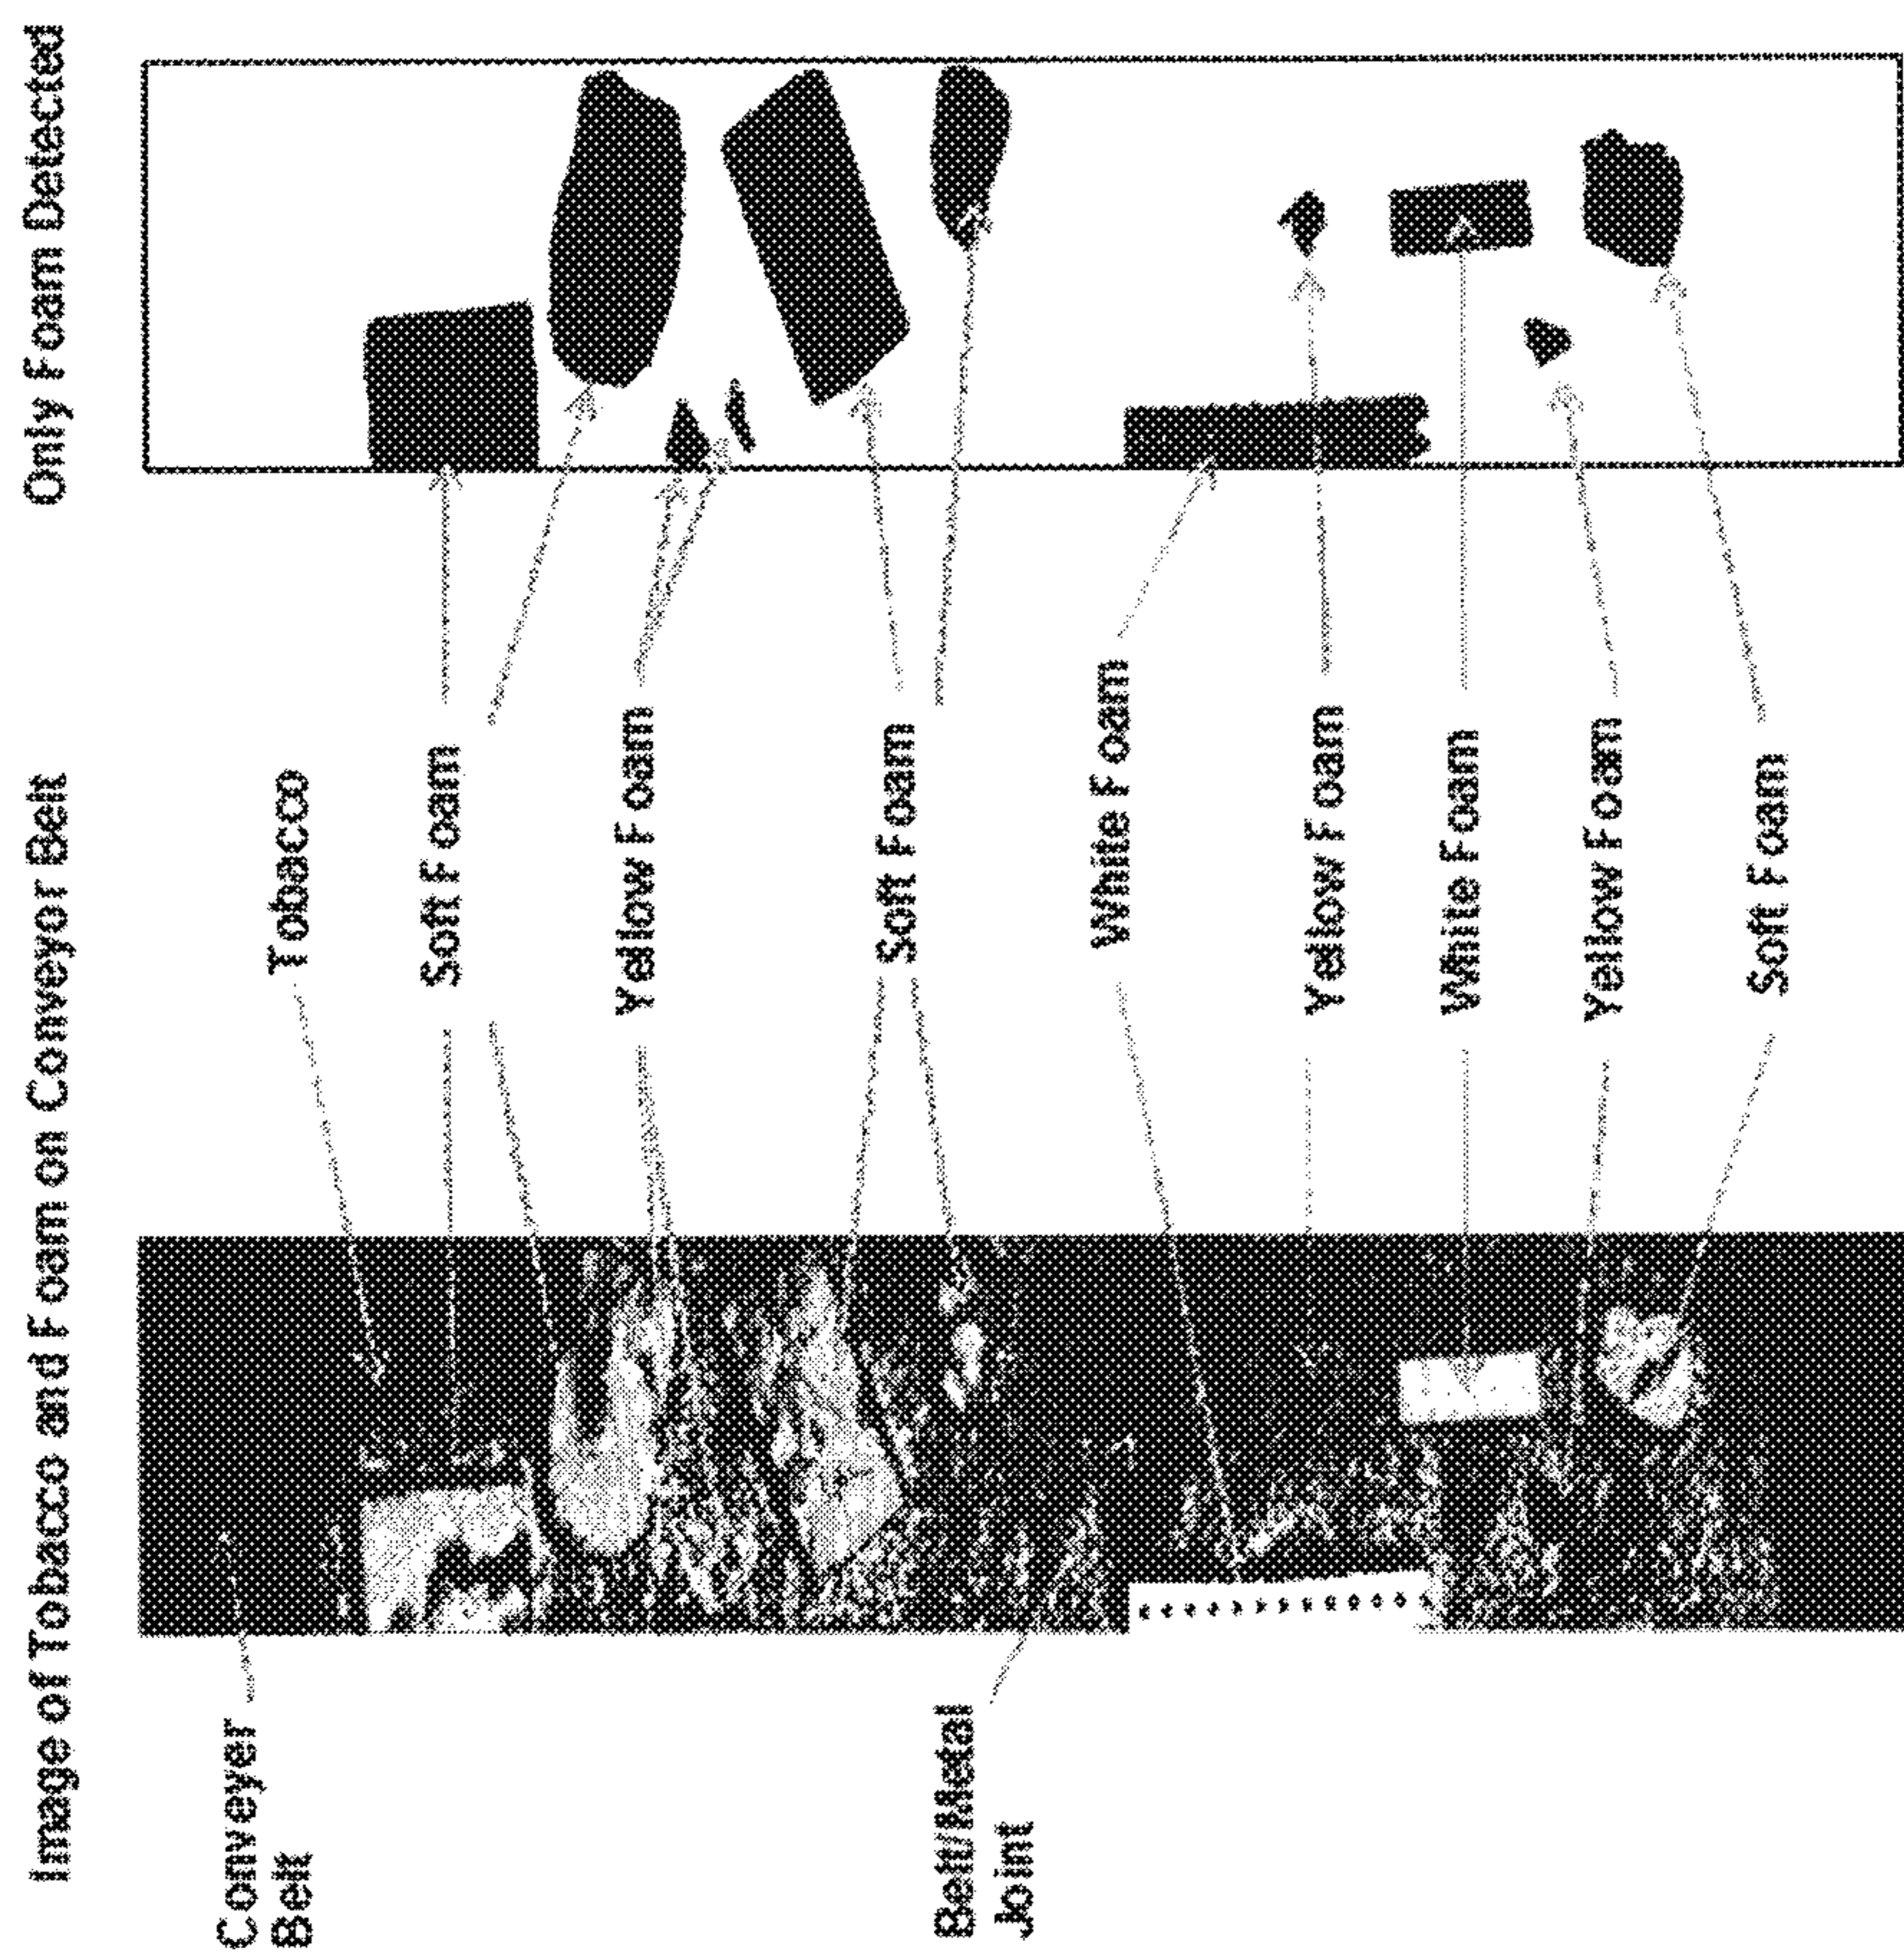 Image of Tobacco and Foam on Conveyor Belt
Only Foam Detected
Conveyer
Belt
Tobacco
Soft Foam
Yellow Foam
Belt/Metal
Joint
Soft Foam
White Foam
Yellow Foam
White Foam
Yellow Foam
Soft Foam